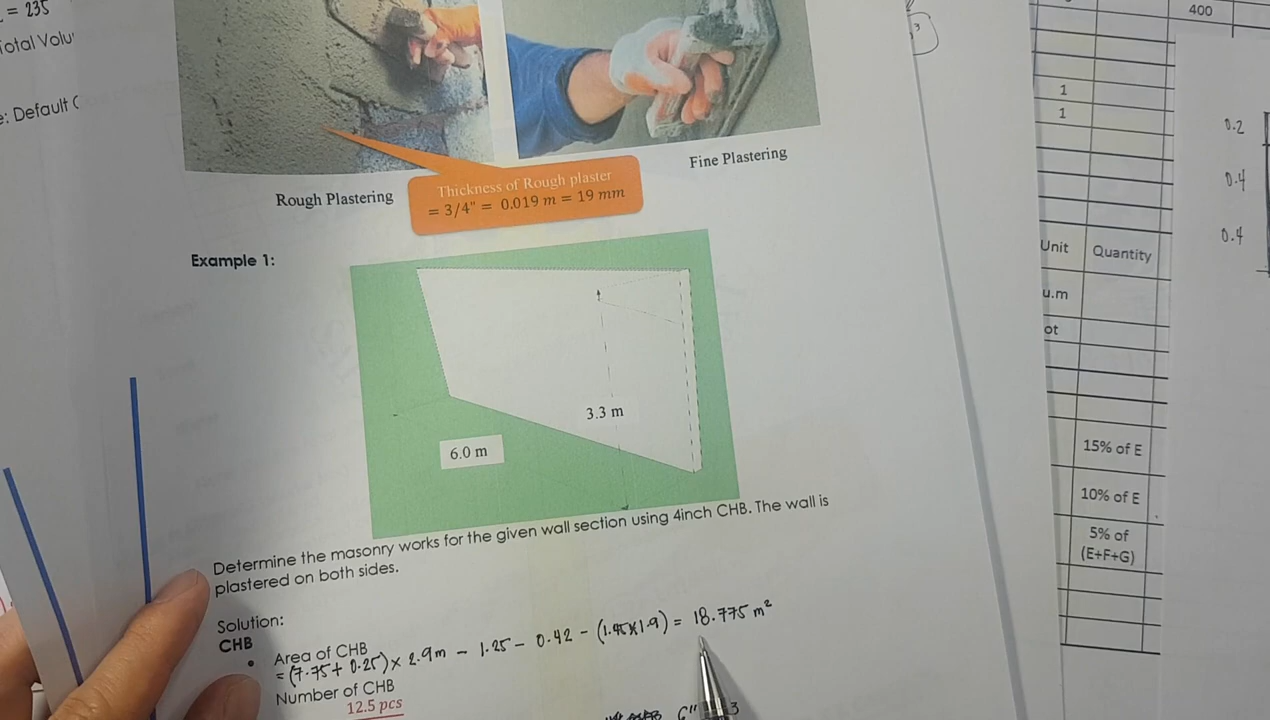 = 235
Total Volu
e: Default C
Rough Plastering
Thickness of Rough plaster
= 3/4" = 0.019 m = 19 mm
Fine Plastering
Example 1:
3.3 m
6.0 m
Determine the masonry works for the given wall section using 4inch CHB. The wall is
plastered on both sides.
Solution:
CHB
• Area of CHB
= (7.75 + 0.25) × 2.9m - 1.25 - 0.42 - (1.45×1.9) = 18.775 m²
Number of CHB
12.5 pcs
6"
3
400
1
1
Unit Quantity
u.m
ot
15% of E
10% of E
5% of
(E+F+G)
0.2
0.4
0.4